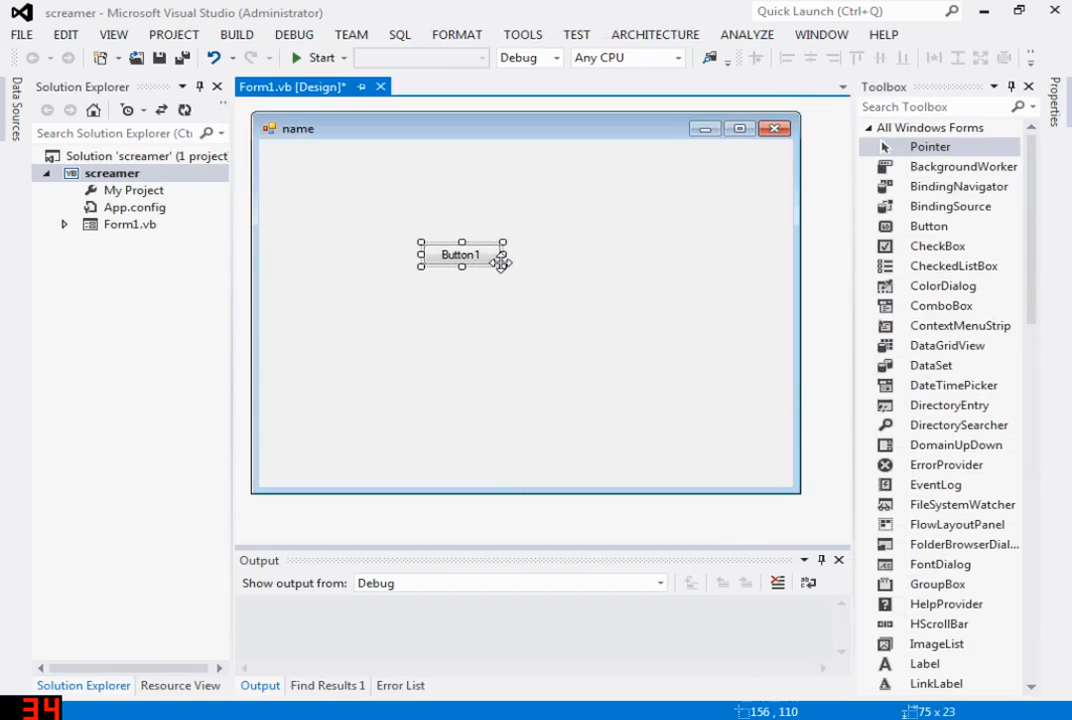 screamer - Microsoft Visual Studio (Administrator)
Quick Launch (Ctrl+Q)
FILE EDIT VIEW PROJECT BUILD DEBUG TEAM SQL FORMAT TOOLS TEST ARCHITECTURE ANALYZE WINDOW HELP
Start Debug Any CPU
Data Sources
Solution Explorer
Search Solution Explorer (Ctrl
Solution 'screamer' (1 project
VB screamer
My Project
App.config
Form1.vb
Form1.vb [Design]*
name
Button1
Output
Show output from: Debug
Solution Explorer Resource View
Output Find Results 1 Error List
Toolbox
Search Toolbox
All Windows Forms
Pointer
BackgroundWorker
BindingNavigator
BindingSource
Button
CheckBox
CheckedListBox
ColorDialog
ComboBox
ContextMenuStrip
DataGridView
DataSet
DateTimePicker
DirectoryEntry
DirectorySearcher
DomainUpDown
ErrorProvider
EventLog
FileSystemWatcher
FlowLayoutPanel
FolderBrowserDial...
FontDialog
GroupBox
HelpProvider
HScrollBar
ImageList
Label
LinkLabel
Properties
34
156 , 110
75 x 23